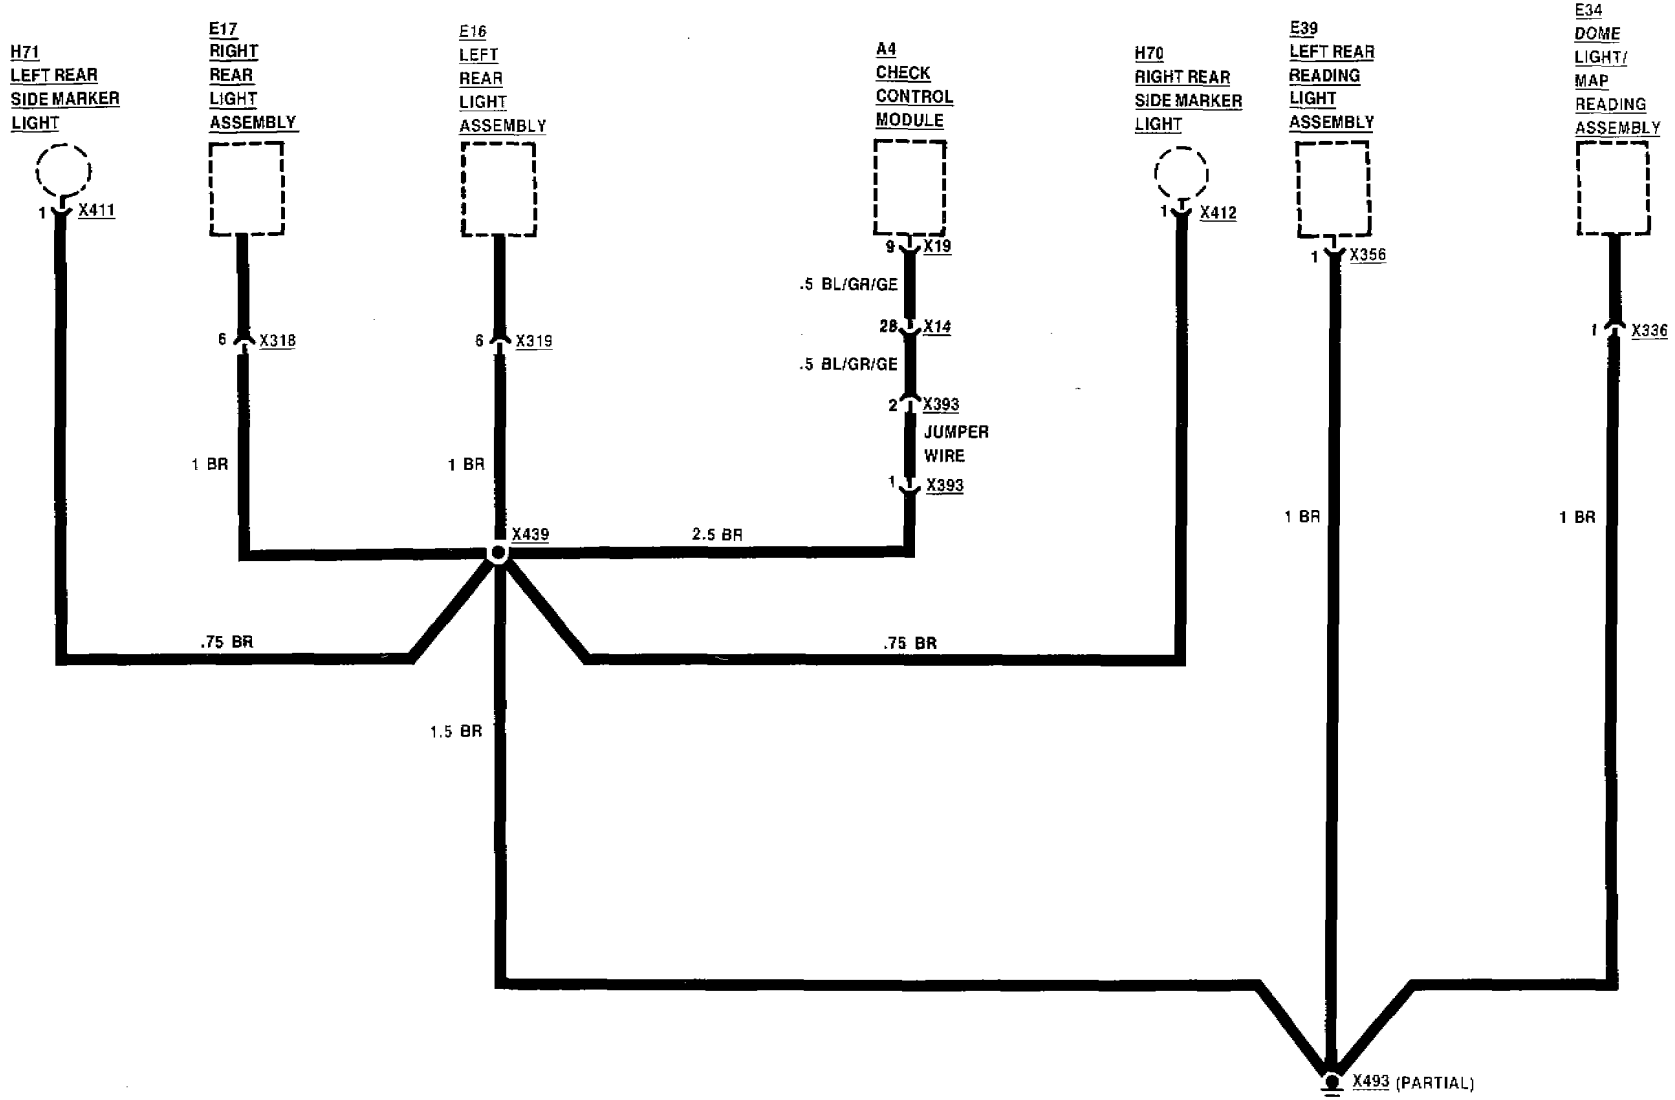 H71
LEFT REAR
SIDE MARKER
LIGHT
E17
RIGHT
REAR
LIGHT
ASSEMBLY
E16
LEFT
REAR
LIGHT
ASSEMBLY
A4
CHECK
CONTROL
MODULE
H70
RIGHT REAR
SIDE MARKER
LIGHT
E39
LEFT REAR
READING
LIGHT
ASSEMBLY
E34
DOME
LIGHT/
MAP
READING
ASSEMBLY
1 X411
9 X19
1 X412
1 X356
.5 BL/GR/GE
6 X318
6 X319
28 X14
1 X336
.5 BL/GR/GE
2 X393
JUMPER
WIRE
1 BR
1 BR
1 X393
1 BR
1 BR
X439
2.5 BR
.75 BR
.75 BR
1.5 BR
X493 (PARTIAL)